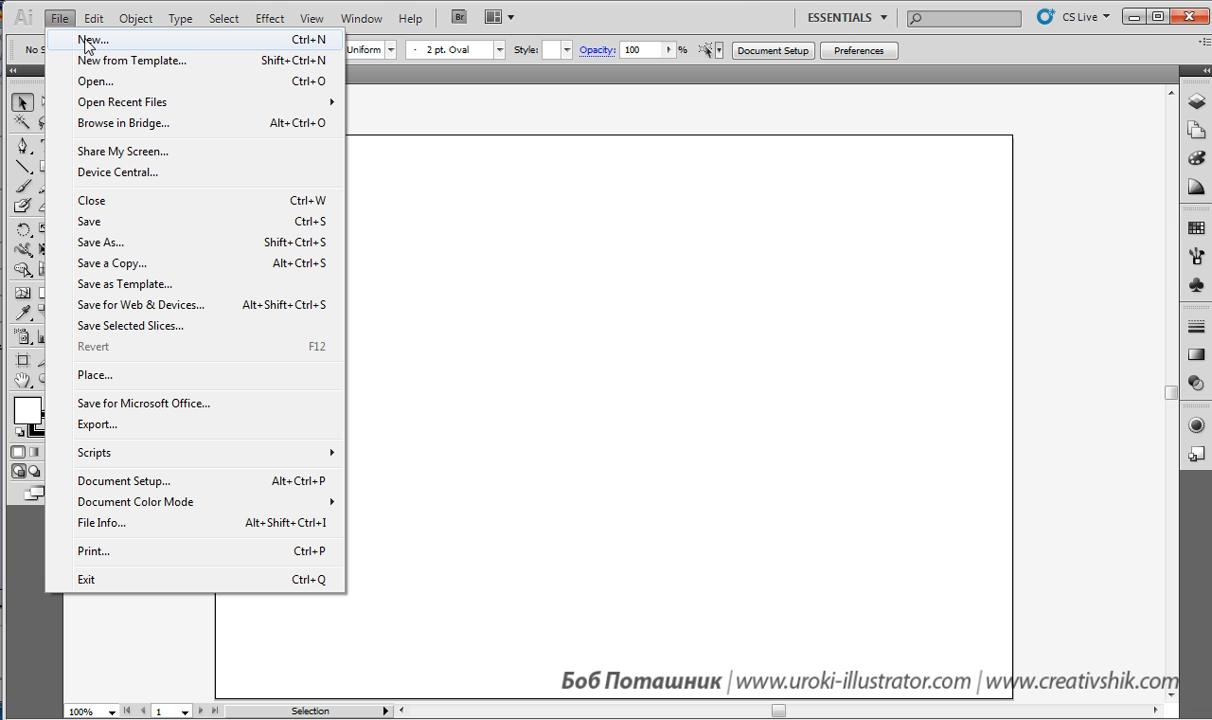 Ai File Edit Object Type Select Effect View Window Help Br ESSENTIALS CS Live
No S Uniform 2 pt. Oval Style: Opacity: 100 % Document Setup Preferences
New... Ctrl+N
New from Template... Shift+Ctrl+N
Open... Ctrl+O
Open Recent Files
Browse in Bridge... Alt+Ctrl+O
Share My Screen...
Device Central...
Close Ctrl+W
Save Ctrl+S
Save As... Shift+Ctrl+S
Save a Copy... Alt+Ctrl+S
Save as Template...
Save for Web & Devices... Alt+Shift+Ctrl+S
Save Selected Slices...
Revert F12
Place...
Save for Microsoft Office...
Export...
Scripts
Document Setup... Alt+Ctrl+P
Document Color Mode
File Info... Alt+Shift+Ctrl+I
Print... Ctrl+P
Exit Ctrl+Q
Боб Поташник | www.uroki-illustrator.com | www.creativshik.com
100% 1 Selection